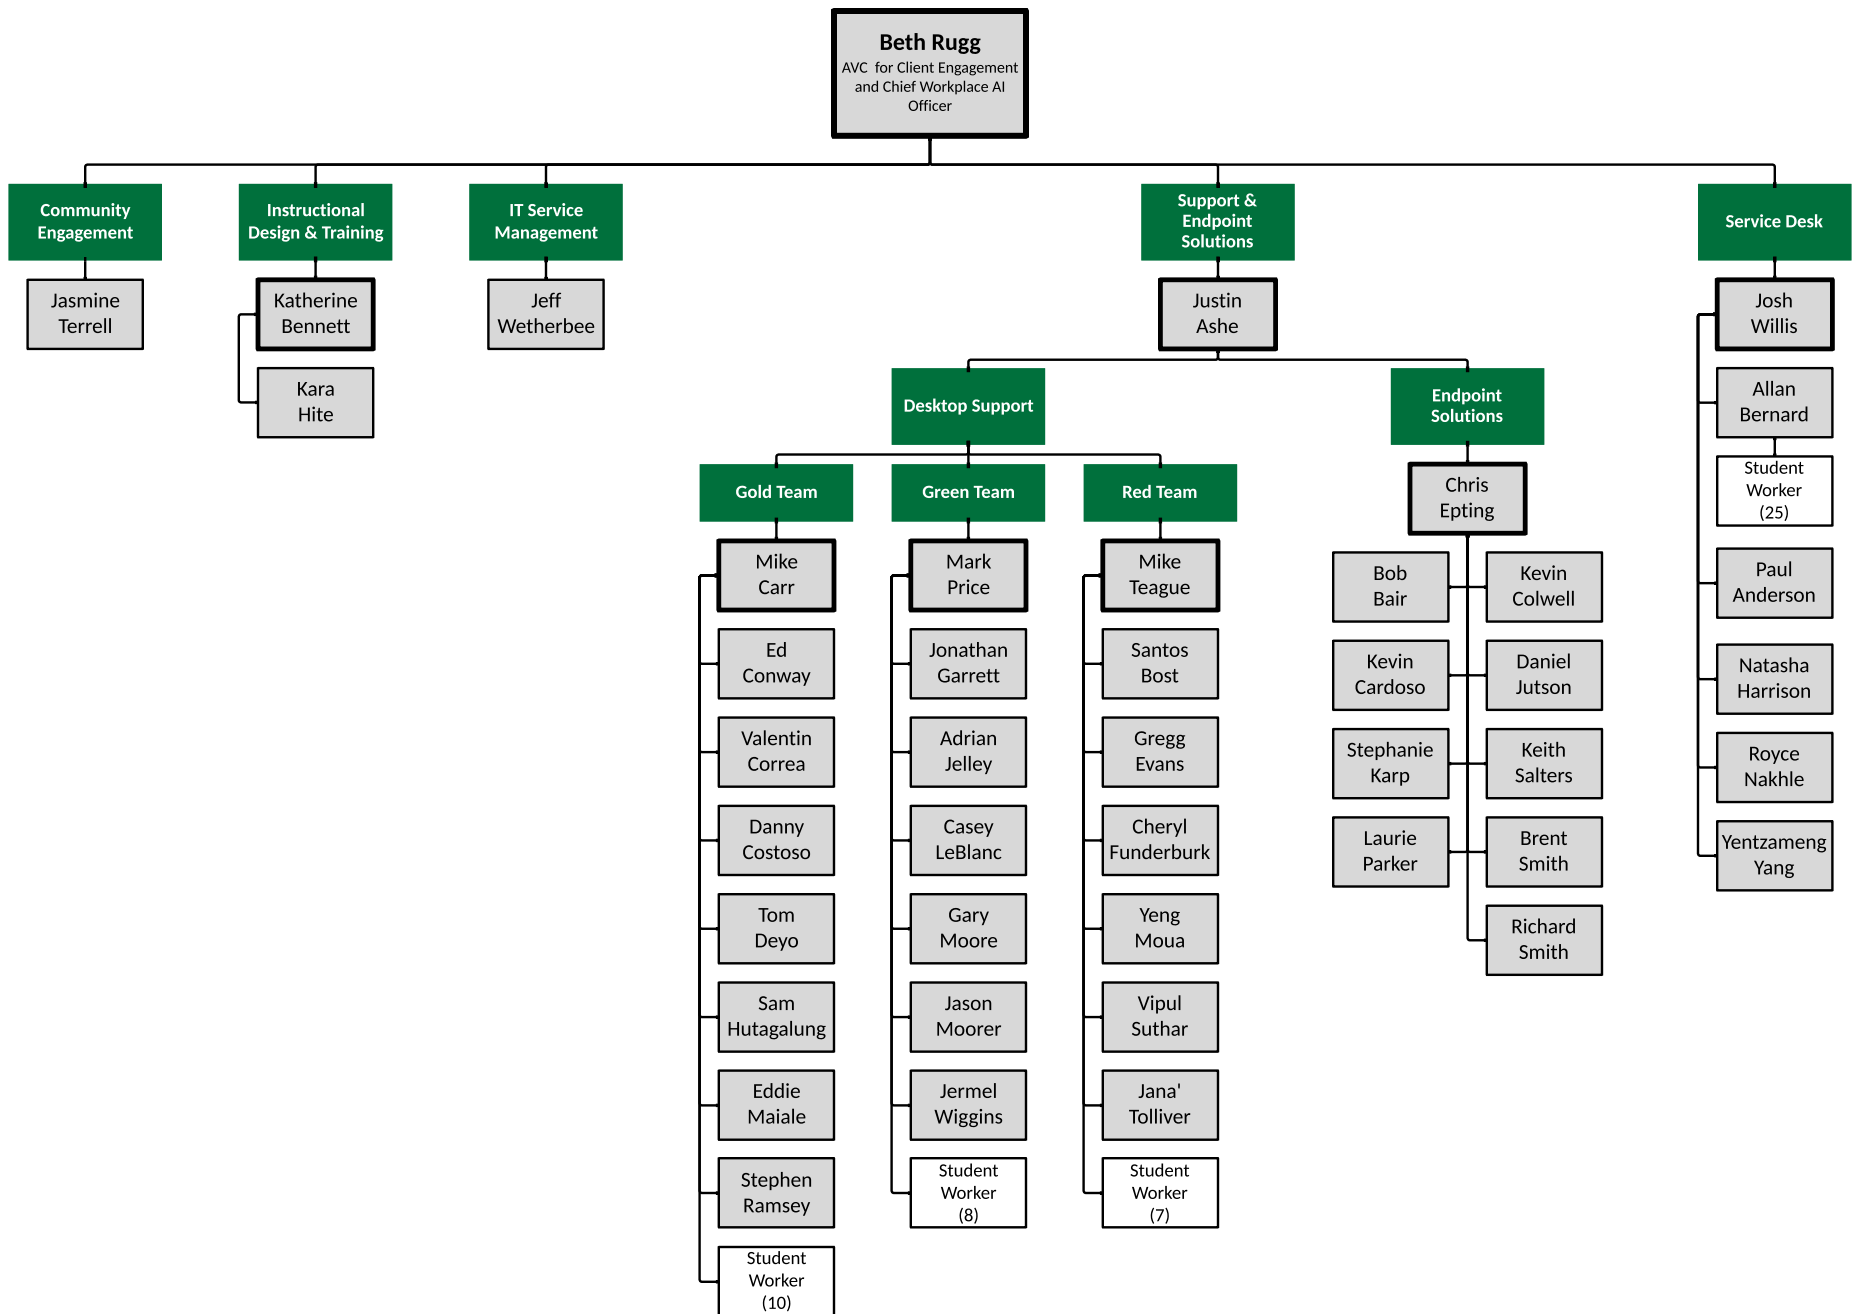 Beth Rugg
AVC for Client Engagement
and Chief Workplace AI
Officer
Community
Engagement
Jasmine
Terrell
Instructional
Design & Training
Katherine
Bennett
Kara
Hite
IT Service
Management
Jeff
Wetherbee
Support &
Endpoint
Solutions
Justin
Ashe
Desktop Support
Gold Team
Mike
Carr
Ed
Conway
Valentin
Correa
Danny
Costoso
Tom
Deyo
Sam
Hutagalung
Eddie
Maiale
Stephen
Ramsey
Student
Worker
(10)
Green Team
Mark
Price
Jonathan
Garrett
Adrian
Jelley
Casey
LeBlanc
Gary
Moore
Jason
Moorer
Jermel
Wiggins
Student
Worker
(8)
Red Team
Mike
Teague
Santos
Bost
Gregg
Evans
Cheryl
Funderburk
Yeng
Moua
Vipul
Suthar
Jana'
Tolliver
Student
Worker
(7)
Endpoint
Solutions
Chris
Epting
Bob
Bair
Kevin
Colwell
Kevin
Cardoso
Daniel
Jutson
Stephanie
Karp
Keith
Salters
Laurie
Parker
Brent
Smith
Richard
Smith
Service Desk
Josh
Willis
Allan
Bernard
Student
Worker
(25)
Paul
Anderson
Natasha
Harrison
Royce
Nakhle
Yentzameng
Yang